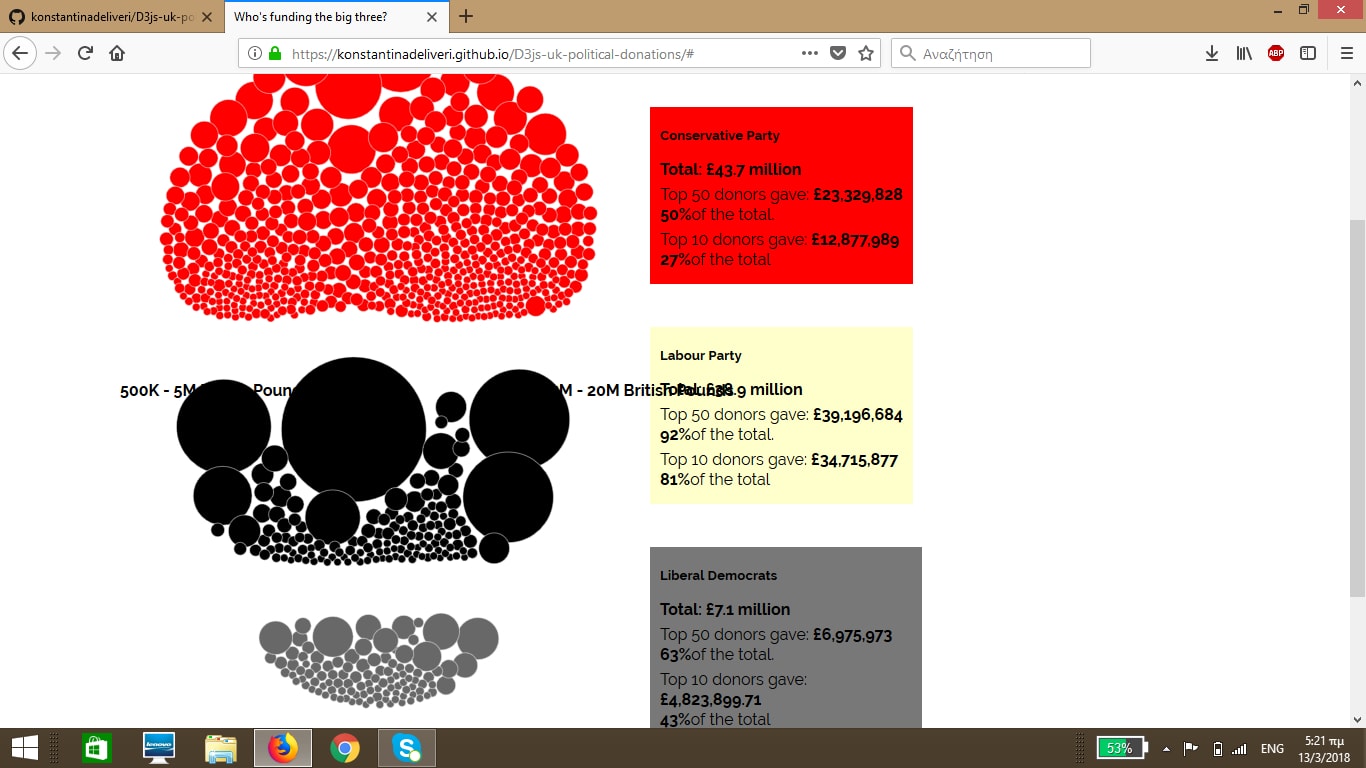 konstantinadeliveri/D3js-uk-po
Who's funding the big three?
https://konstantinadeliveri.github.io/D3js-uk-political-donations/#
Αναζήτηση
ABP
Conservative Party
Total: £43.7 million
Top 50 donors gave: £23,329,828
50%of the total.
Top 10 donors gave: £12,877,989
27%of the total
Labour Party
500K - 5M Poun M - 20M British Pounds
Total: £38.9 million
Top 50 donors gave: £39,196,684
92%of the total.
Top 10 donors gave: £34,715,877
81%of the total
Liberal Democrats
Total: £7.1 million
Top 50 donors gave: £6,975,973
63%of the total.
Top 10 donors gave:
£4,823,899.71
43%of the total
lenovo
53%
ENG
5:21 πμ
13/3/2018